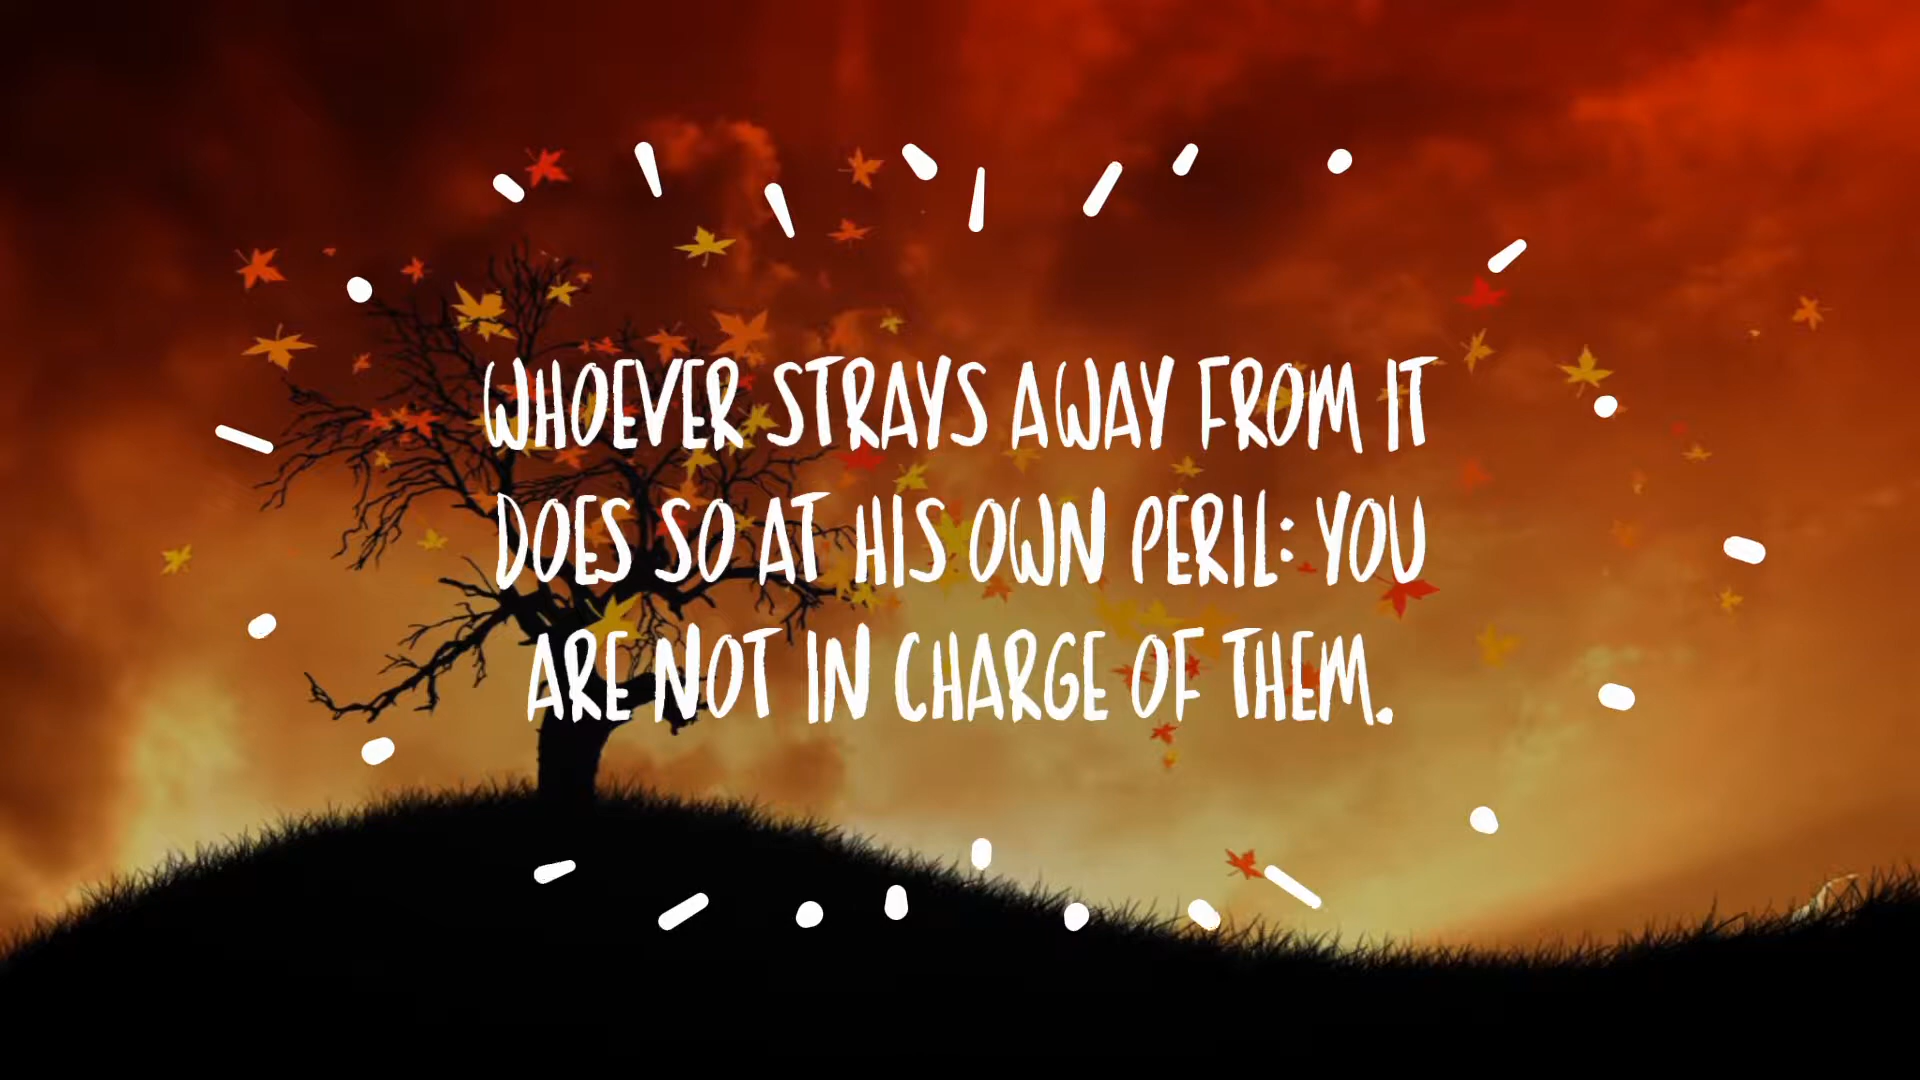 WHOEVER STRAYS AWAY FROM IT
DOES SO AT HIS OWN PERIL: YOU
ARE NOT IN CHARGE OF THEM.